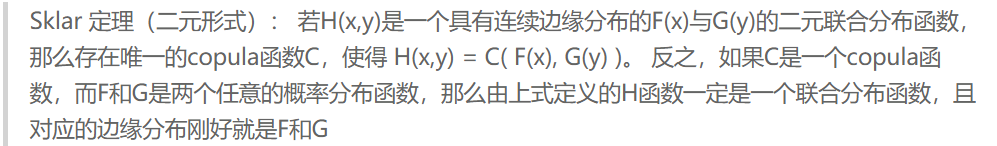 Sklar 定理（二元形式）： 若H(x,y)是一个具有连续边缘分布的F(x)与G(y)的二元联合分布函数，
那么存在唯一的copula函数C，使得 H(x,y) = C( F(x), G(y) )。 反之，如果C是一个copula函
数，而F和G是两个任意的概率分布函数，那么由上式定义的H函数一定是一个联合分布函数，且
对应的边缘分布刚好就是F和G